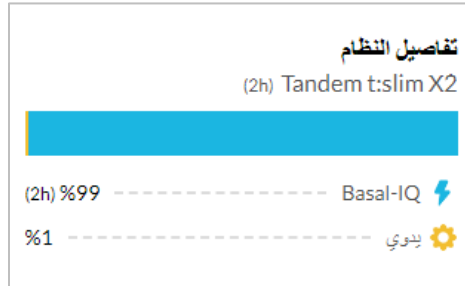 تفاصيل النظام
Tandem t:slim X2 (2h)
Basal-IQ %99 (2h)
يدوي %1